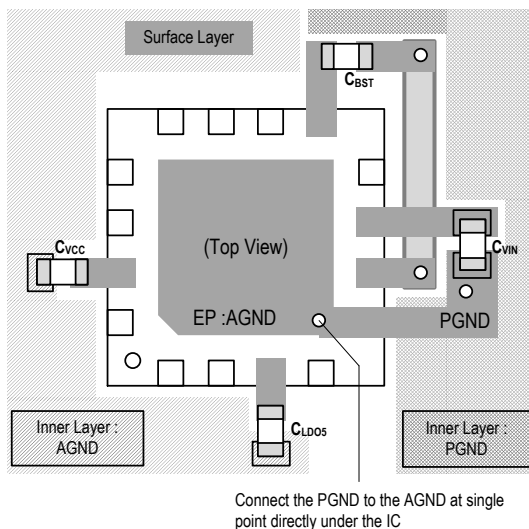 Surface Layer
CBST
CVCC
(Top View)
CVIN
EP :AGND
PGND
Inner Layer :
AGND
CLDO5
Inner Layer :
PGND
Connect the PGND to the AGND at single
point directly under the IC